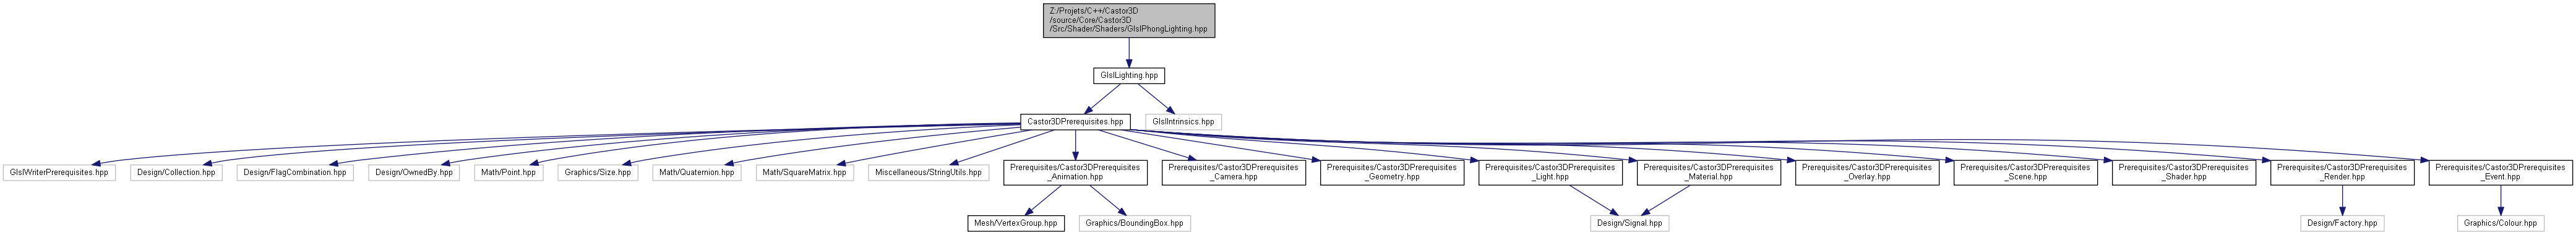 Z:/Projets/C++/Castor3D
/source/Core/Castor3D
/Src/Shader/Shaders/GlslPhongLighting.hpp
GlslLighting.hpp
Castor3DPrerequisites.hpp
GlslIntrinsics.hpp
GlslWriterPrerequisites.hpp
Design/Collection.hpp
Design/FlagCombination.hpp
Design/OwnedBy.hpp
Math/Point.hpp
Graphics/Size.hpp
Math/Quaternion.hpp
Math/SquareMatrix.hpp
Miscellaneous/StringUtils.hpp
Prerequisites/Castor3DPrerequisites
_Animation.hpp
Prerequisites/Castor3DPrerequisites
_Camera.hpp
Prerequisites/Castor3DPrerequisites
_Geometry.hpp
Prerequisites/Castor3DPrerequisites
_Light.hpp
Prerequisites/Castor3DPrerequisites
_Material.hpp
Prerequisites/Castor3DPrerequisites
_Overlay.hpp
Prerequisites/Castor3DPrerequisites
_Scene.hpp
Prerequisites/Castor3DPrerequisites
_Shader.hpp
Prerequisites/Castor3DPrerequisites
_Render.hpp
Prerequisites/Castor3DPrerequisites
_Event.hpp
Mesh/VertexGroup.hpp
Graphics/BoundingBox.hpp
Design/Signal.hpp
Design/Factory.hpp
Graphics/Colour.hpp